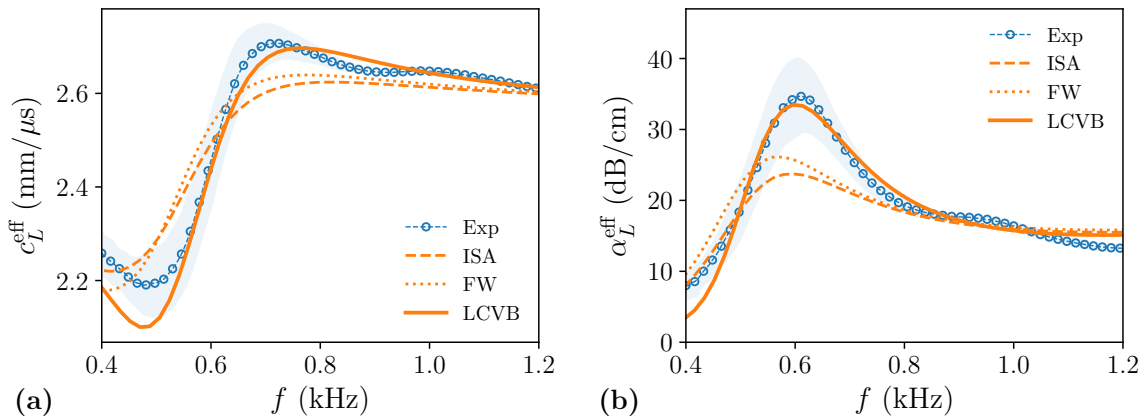 2.6
2.4
2.2
c_L^eff (mm/μs)
0.4
0.6
0.8
1.0
1.2
f (kHz)
Exp
ISA
FW
LCVB
(a)
40
30
20
10
0
α_L^eff (dB/cm)
0.4
0.6
0.8
1.0
1.2
f (kHz)
Exp
ISA
FW
LCVB
(b)